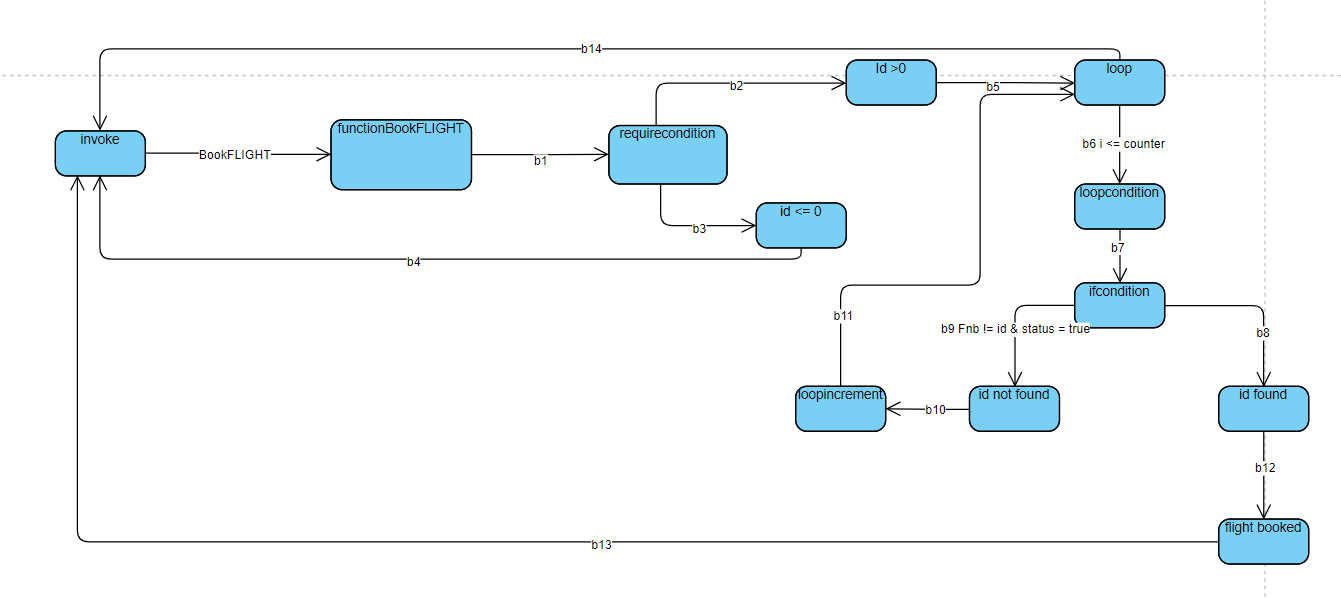 b14
Id >0
loop
b2
b5
functionBookFLIGHT
requirecondition
invoke
BookFLIGHT
b1
b6 i <= counter
loopcondition
id <= 0
b3
b4
b7
ifcondition
b11
b9 Fnb != id & status = true
b8
loopincrement
b10
id not found
id found
b12
flight booked
b13